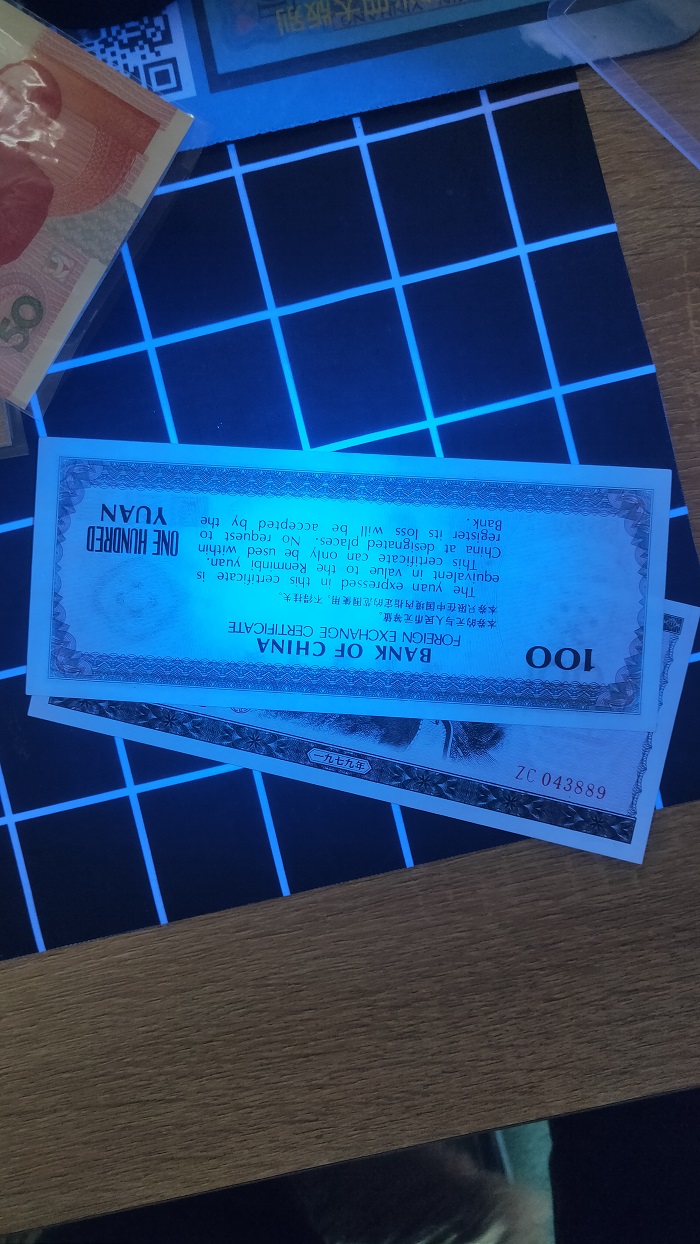 大版别
50
100
BANK OF CHINA
FOREIGN EXCHANGE CERTIFICATE
本券的元与人民币元等值。
本券只限在中国境内指定的范围使用，不得挂失。
The yuan expressed in this certificate is
equivalent in value to the Renminbi yuan.
This certificate can only be used within
China at designated places. No request to
register its loss will be accepted by the
Bank.
ONE HUNDRED
YUAN
一九七九年
ZC 043889